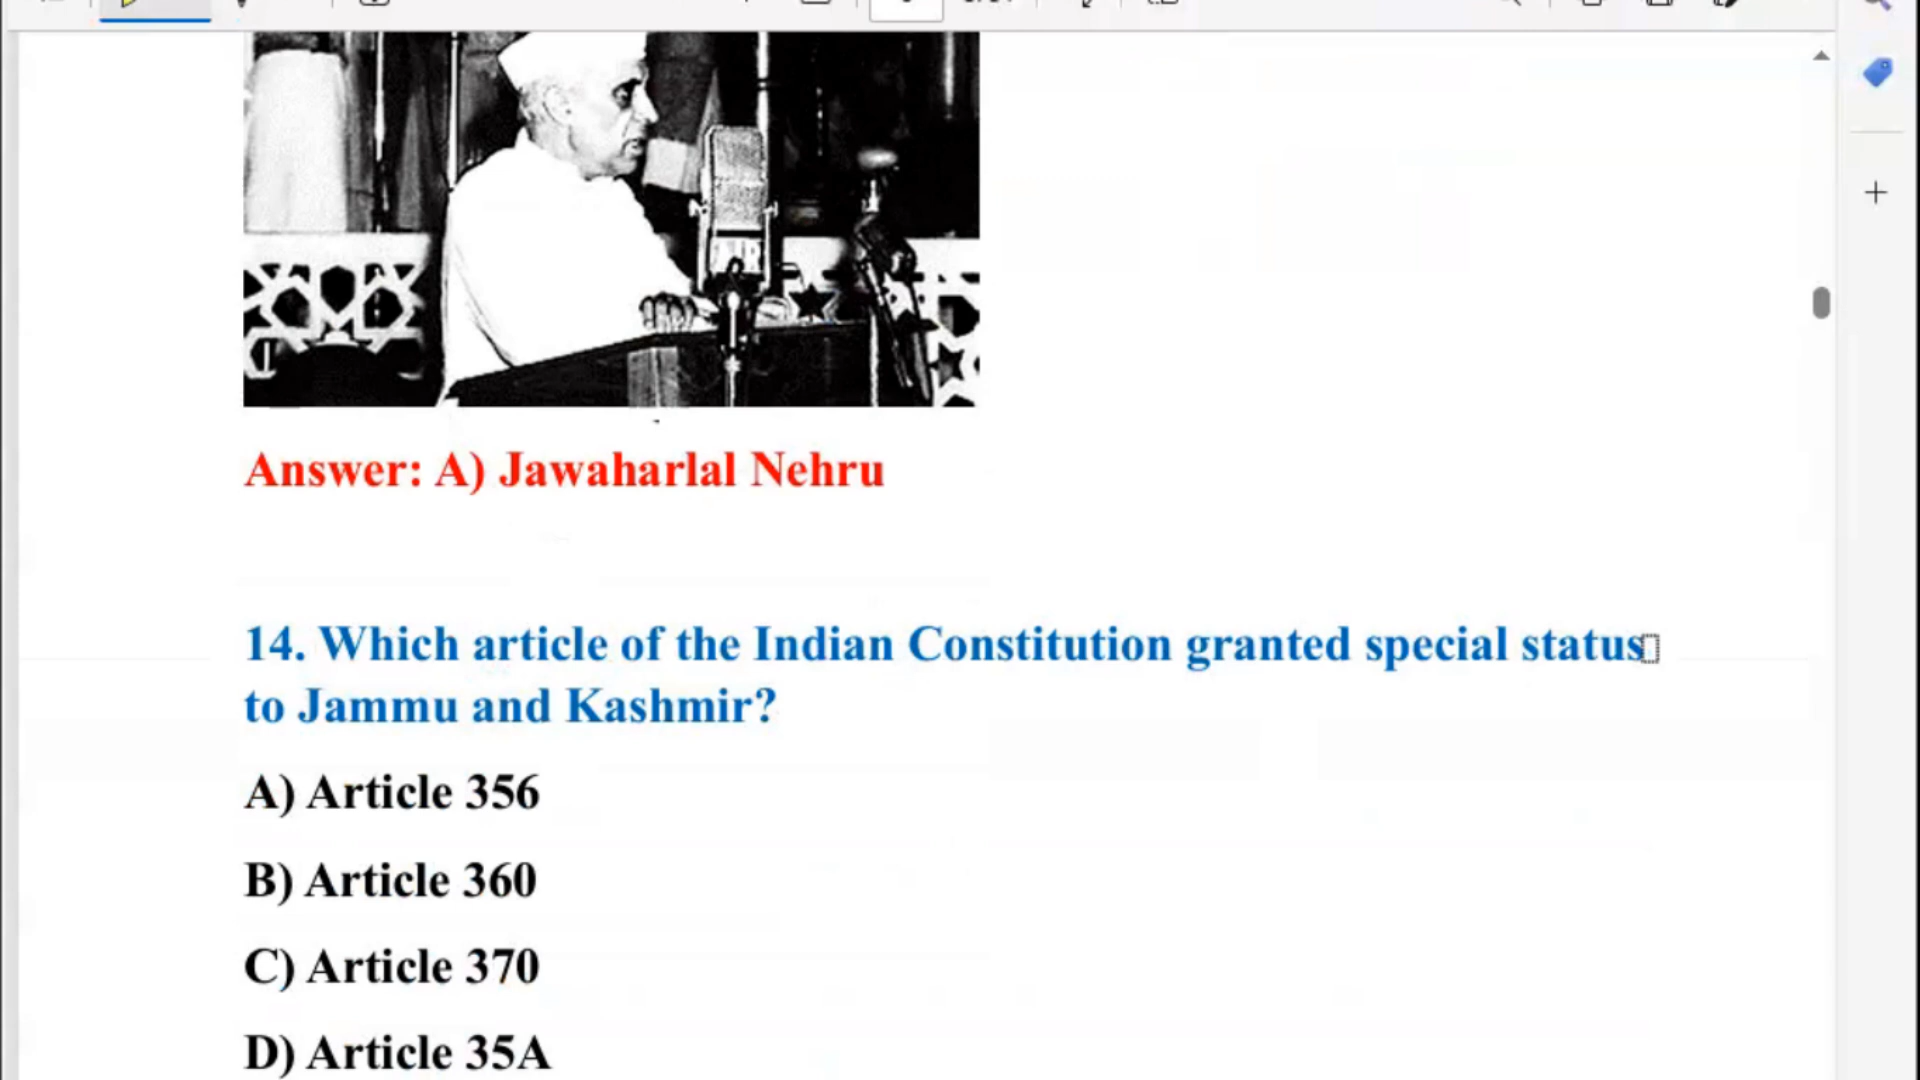 Answer: A) Jawaharlal Nehru
14. Which article of the Indian Constitution granted special status
to Jammu and Kashmir?
A) Article 356
B) Article 360
C) Article 370
D) Article 35A